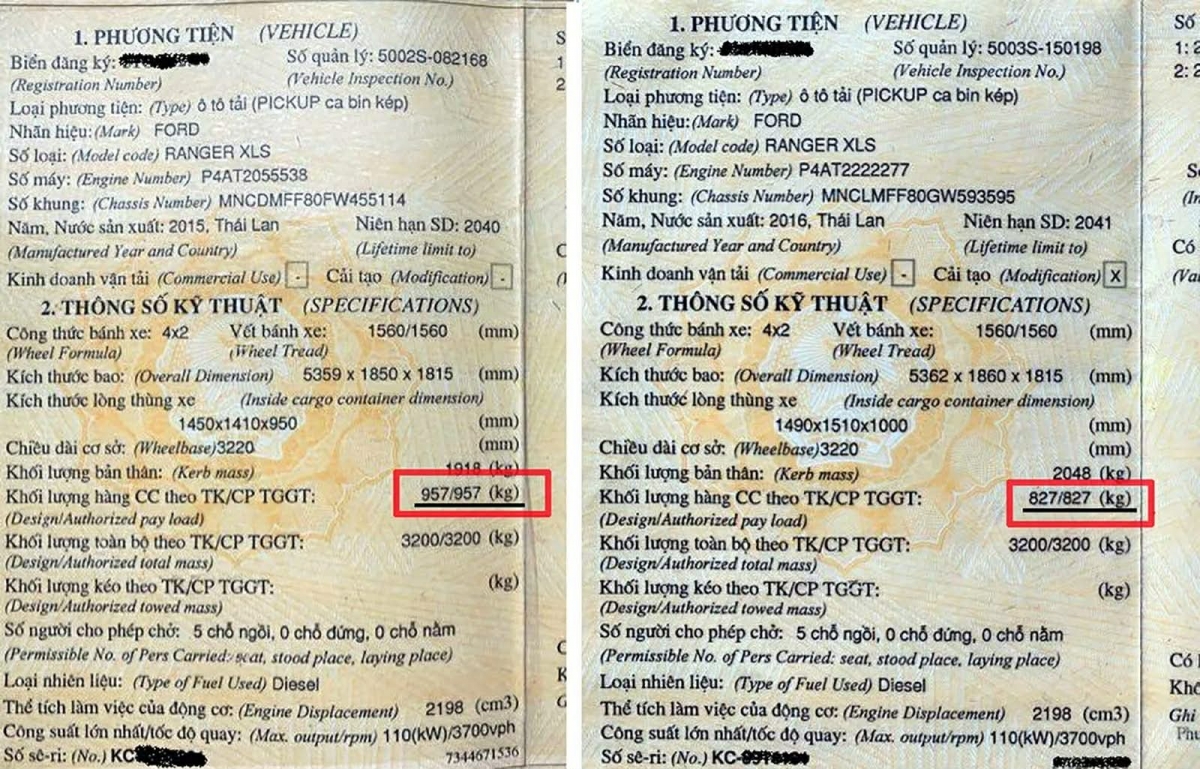 1. PHƯƠNG TIỆN (VEHICLE)
Biển đăng ký: Số quản lý: 5002S-082168
(Registration Number) (Vehicle Inspection No.)
Loại phương tiện: (Type) ô tô tải (PICKUP ca bin kép)
Nhãn hiệu: (Mark) FORD
Số loại: (Model code) RANGER XLS
Số máy: (Engine Number) P4AT2055538
Số khung: (Chassis Number) MNCDMFF80FW455114
Năm, Nước sản xuất: 2015, Thái Lan Niên hạn SD: 2040
(Manufactured Year and Country) (Lifetime limit to)
Kinh doanh vận tải (Commercial Use) - Cải tạo (Modification) -
2. THÔNG SỐ KỸ THUẬT (SPECIFICATIONS)
Công thức bánh xe: 4x2 Vết bánh xe: 1560/1560 (mm)
(Wheel Formula) (Wheel Tread)
Kích thước bao: (Overall Dimension) 5359 x 1850 x 1815 (mm)
Kích thước lòng thùng xe (Inside cargo container dimension)
1450x1410x950 (mm)
Chiều dài cơ sở: (Wheelbase)3220 (mm)
Khối lượng bản thân: (Kerb mass) 1918 (kg)
Khối lượng hàng CC theo TK/CP TGGT: 957/957 (kg)
(Design/Authorized pay load)
Khối lượng toàn bộ theo TK/CP TGGT: 3200/3200 (kg)
(Design/Authorized total mass)
Khối lượng kéo theo TK/CP TGGT: (kg)
(Design/Authorized towed mass)
Số người cho phép chở: 5 chỗ ngồi, 0 chỗ đứng, 0 chỗ nằm
(Permissible No. of Pers Carried: seat, stood place, laying place)
Loại nhiên liệu: (Type of Fuel Used) Diesel
Thể tích làm việc của động cơ: (Engine Displacement) 2198 (cm3)
Công suất lớn nhất/tốc độ quay: (Max. output/rpm) 110(kW)/3700vph
Số sê-ri: (No.) KC 7344671536
1. PHƯƠNG TIỆN (VEHICLE)
Biển đăng ký: Số quản lý: 5003S-150198
(Registration Number) (Vehicle Inspection No.)
Loại phương tiện: (Type) ô tô tải (PICKUP ca bin kép)
Nhãn hiệu: (Mark) FORD
Số loại: (Model code) RANGER XLS
Số máy: (Engine Number) P4AT2222277
Số khung: (Chassis Number) MNCLMFF80GW593595
Năm, Nước sản xuất: 2016, Thái Lan Niên hạn SD: 2041
(Manufactured Year and Country) (Lifetime limit to)
Kinh doanh vận tải (Commercial Use) - Cải tạo (Modification) X
2. THÔNG SỐ KỸ THUẬT (SPECIFICATIONS)
Công thức bánh xe: 4x2 Vết bánh xe: 1560/1560 (mm)
(Wheel Formula) (Wheel Tread)
Kích thước bao: (Overall Dimension) 5362 x 1860 x 1815 (mm)
Kích thước lòng thùng xe (Inside cargo container dimension)
1490x1510x1000 (mm)
Chiều dài cơ sở: (Wheelbase)3220 (mm)
Khối lượng bản thân: (Kerb mass) 2048 (kg)
Khối lượng hàng CC theo TK/CP TGGT: 827/827 (kg)
(Design/Authorized pay load)
Khối lượng toàn bộ theo TK/CP TGGT: 3200/3200 (kg)
(Design/Authorized total mass)
Khối lượng kéo theo TK/CP TGGT: (kg)
(Design/Authorized towed mass)
Số người cho phép chở: 5 chỗ ngồi, 0 chỗ đứng, 0 chỗ nằm
(Permissible No. of Pers Carried: seat, stood place, laying place)
Loại nhiên liệu: (Type of Fuel Used) Diesel
Thể tích làm việc của động cơ: (Engine Displacement) 2198 (cm3)
Công suất lớn nhất/tốc độ quay: (Max. output/rpm) 110(kW)/3700vph
Số sê-ri: (No.) KC-
Số
1: 2
2: 2
Có
Ghi